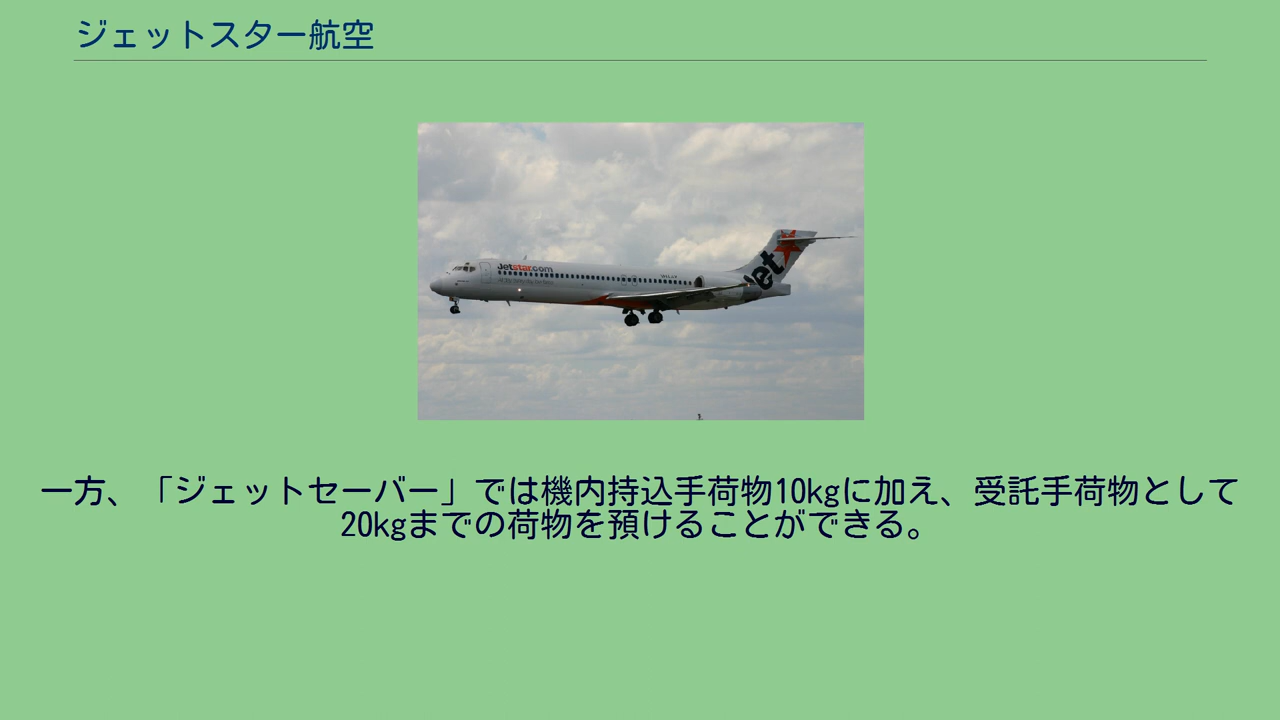 ジェットスター航空
Jetstar.com
Jet
一方、「ジェットセーバー」では機内持込手荷物10kgに加え、受託手荷物として
20kgまでの荷物を預けることができる。